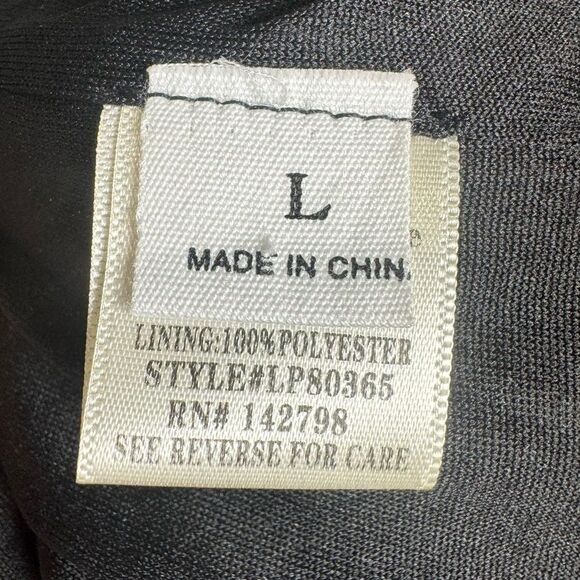 L
MADE IN CHIN
LINING:100%POLYESTER
STYLE#LP80365
RN# 142798
SEE REVERSE FOR CARE